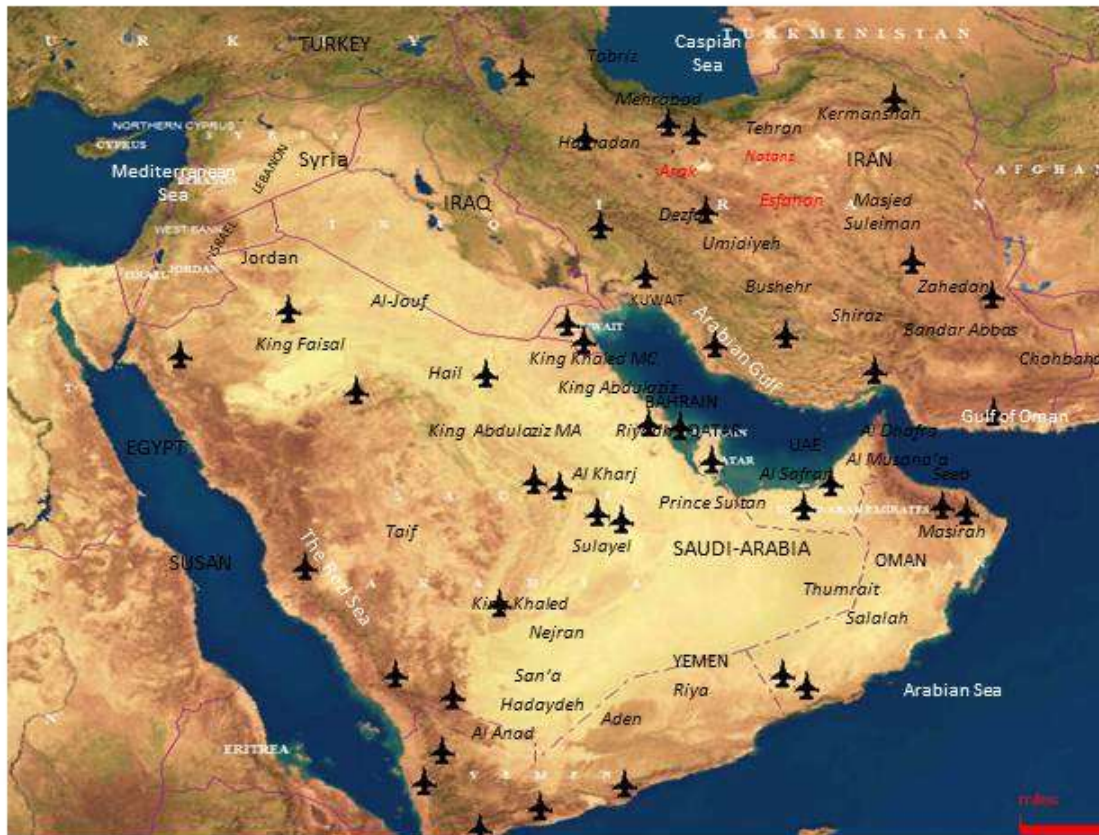 T U R K E Y
TURKEY
Tabriz
Caspian
Sea
T U R K M E N I S T A N
Mehrabad
Kermanshah
NORTHERN CYPRUS
CYPRUS
S Y R I A
Hamadan
Tehran
Natanz
IRAN
Syria
LEBANON
Mediterranean
Sea
LEBANON
Arak
A F G H A N
IRAQ
Esfahan
Masjed
Suleiman
I R A N
Dezful
WEST BANK
ISRAEL
I R A Q
Umidiyeh
Jordan
ISRAEL
JORDAN
Bushehr
Zahedan
Al-Jouf
KUWAIT
Shiraz
Bandar Abbas
KUWAIT
Arabian Gulf
King Faisal
King Khaled MC
Chahband
Hail
King Abdulaziz
BAHRAIN
Gulf of Oman
EGYPT
King Abdulaziz MA
Riyadh
QATAR
UAE
Al Dhafra
Al Musana'a
QATAR
Al Kharj
Al Safran
Seeb
Prince Sultan
ARAB EMIRATES
Masirah
Taif
Sulayel
SAUDI-ARABIA
SUSAN
The Red Sea
OMAN
Thumrait
King Khaled
Salalah
Nejran
YEMEN
San'a
Riya
Arabian Sea
Hadaydeh
Aden
Al Anad
ERITREA
Y E M E N
miles